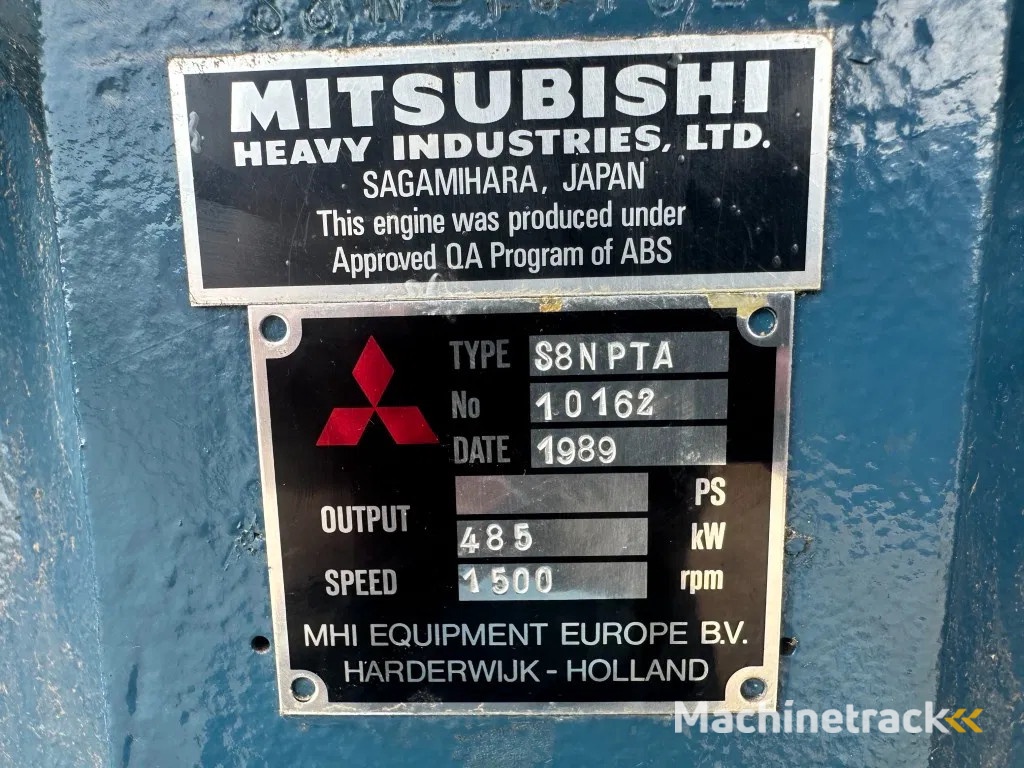 MITSUBISHI
HEAVY INDUSTRIES, LTD.
SAGAMIHARA, JAPAN
This engine was produced under
Approved QA Program of ABS
TYPE S8NPTA
No 10162
DATE 1989
PS
OUTPUT 485 kW
SPEED 1500 rpm
MHI EQUIPMENT EUROPE B.V.
HARDERWIJK - HOLLAND
Machinetrack